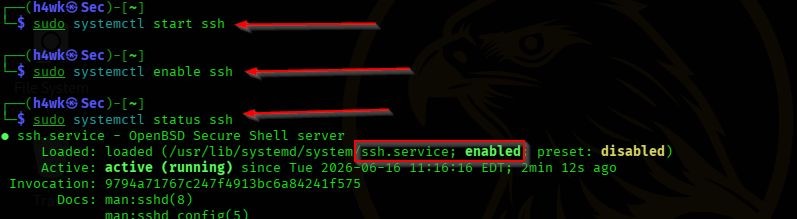 ┌──(h4wk㉿Sec)-[~]
└─$ sudo systemctl start ssh
┌──(h4wk㉿Sec)-[~]
└─$ sudo systemctl enable ssh
┌──(h4wk㉿Sec)-[~]
└─$ sudo systemctl status ssh
● ssh.service - OpenBSD Secure Shell server
Loaded: loaded (/usr/lib/systemd/system/ssh.service; enabled; preset: disabled)
Active: active (running) since Tue 2026-06-16 11:16:16 EDT; 2min 12s ago
Invocation: 9794a71767c247f4913bc6a84241f575
Docs: man:sshd(8)
man:sshd_config(5)